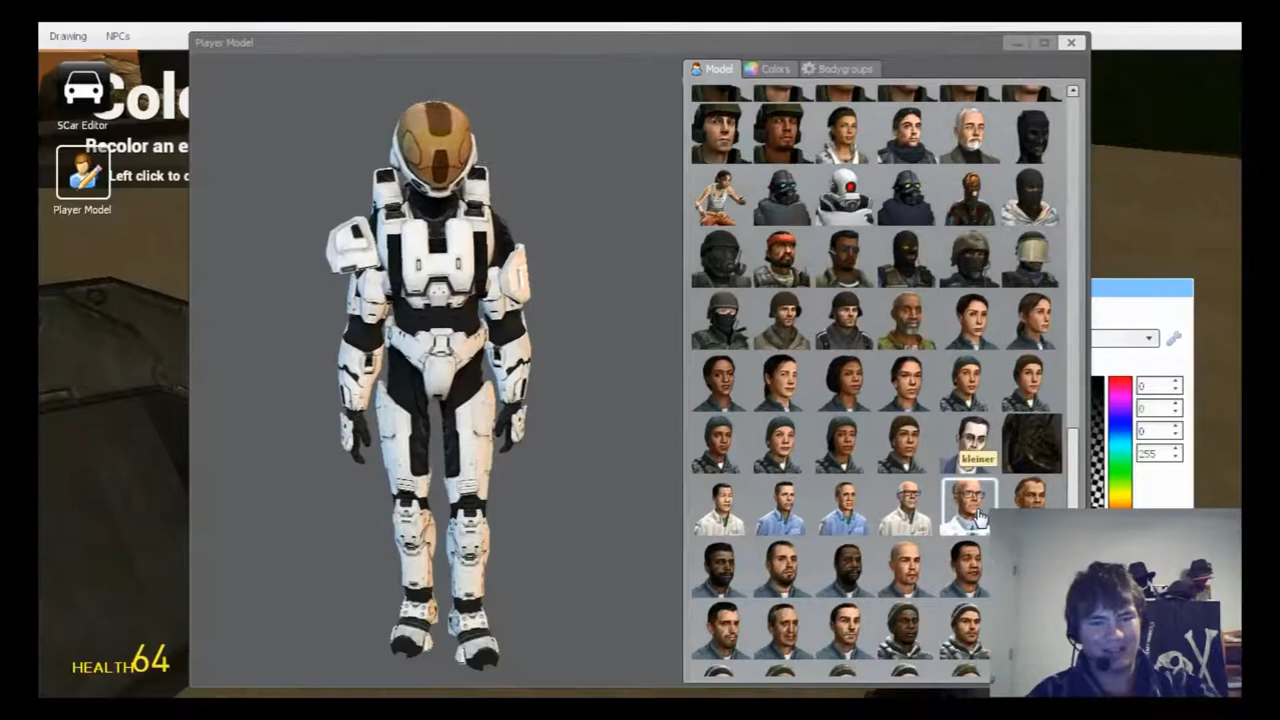 Drawing NPCs
Player Model
Model Colors Bodygroups
Colo
SCar Editor
Recolor an e
Left click to c
Player Model
kleiner
0
0
0
255
HEALTH 64